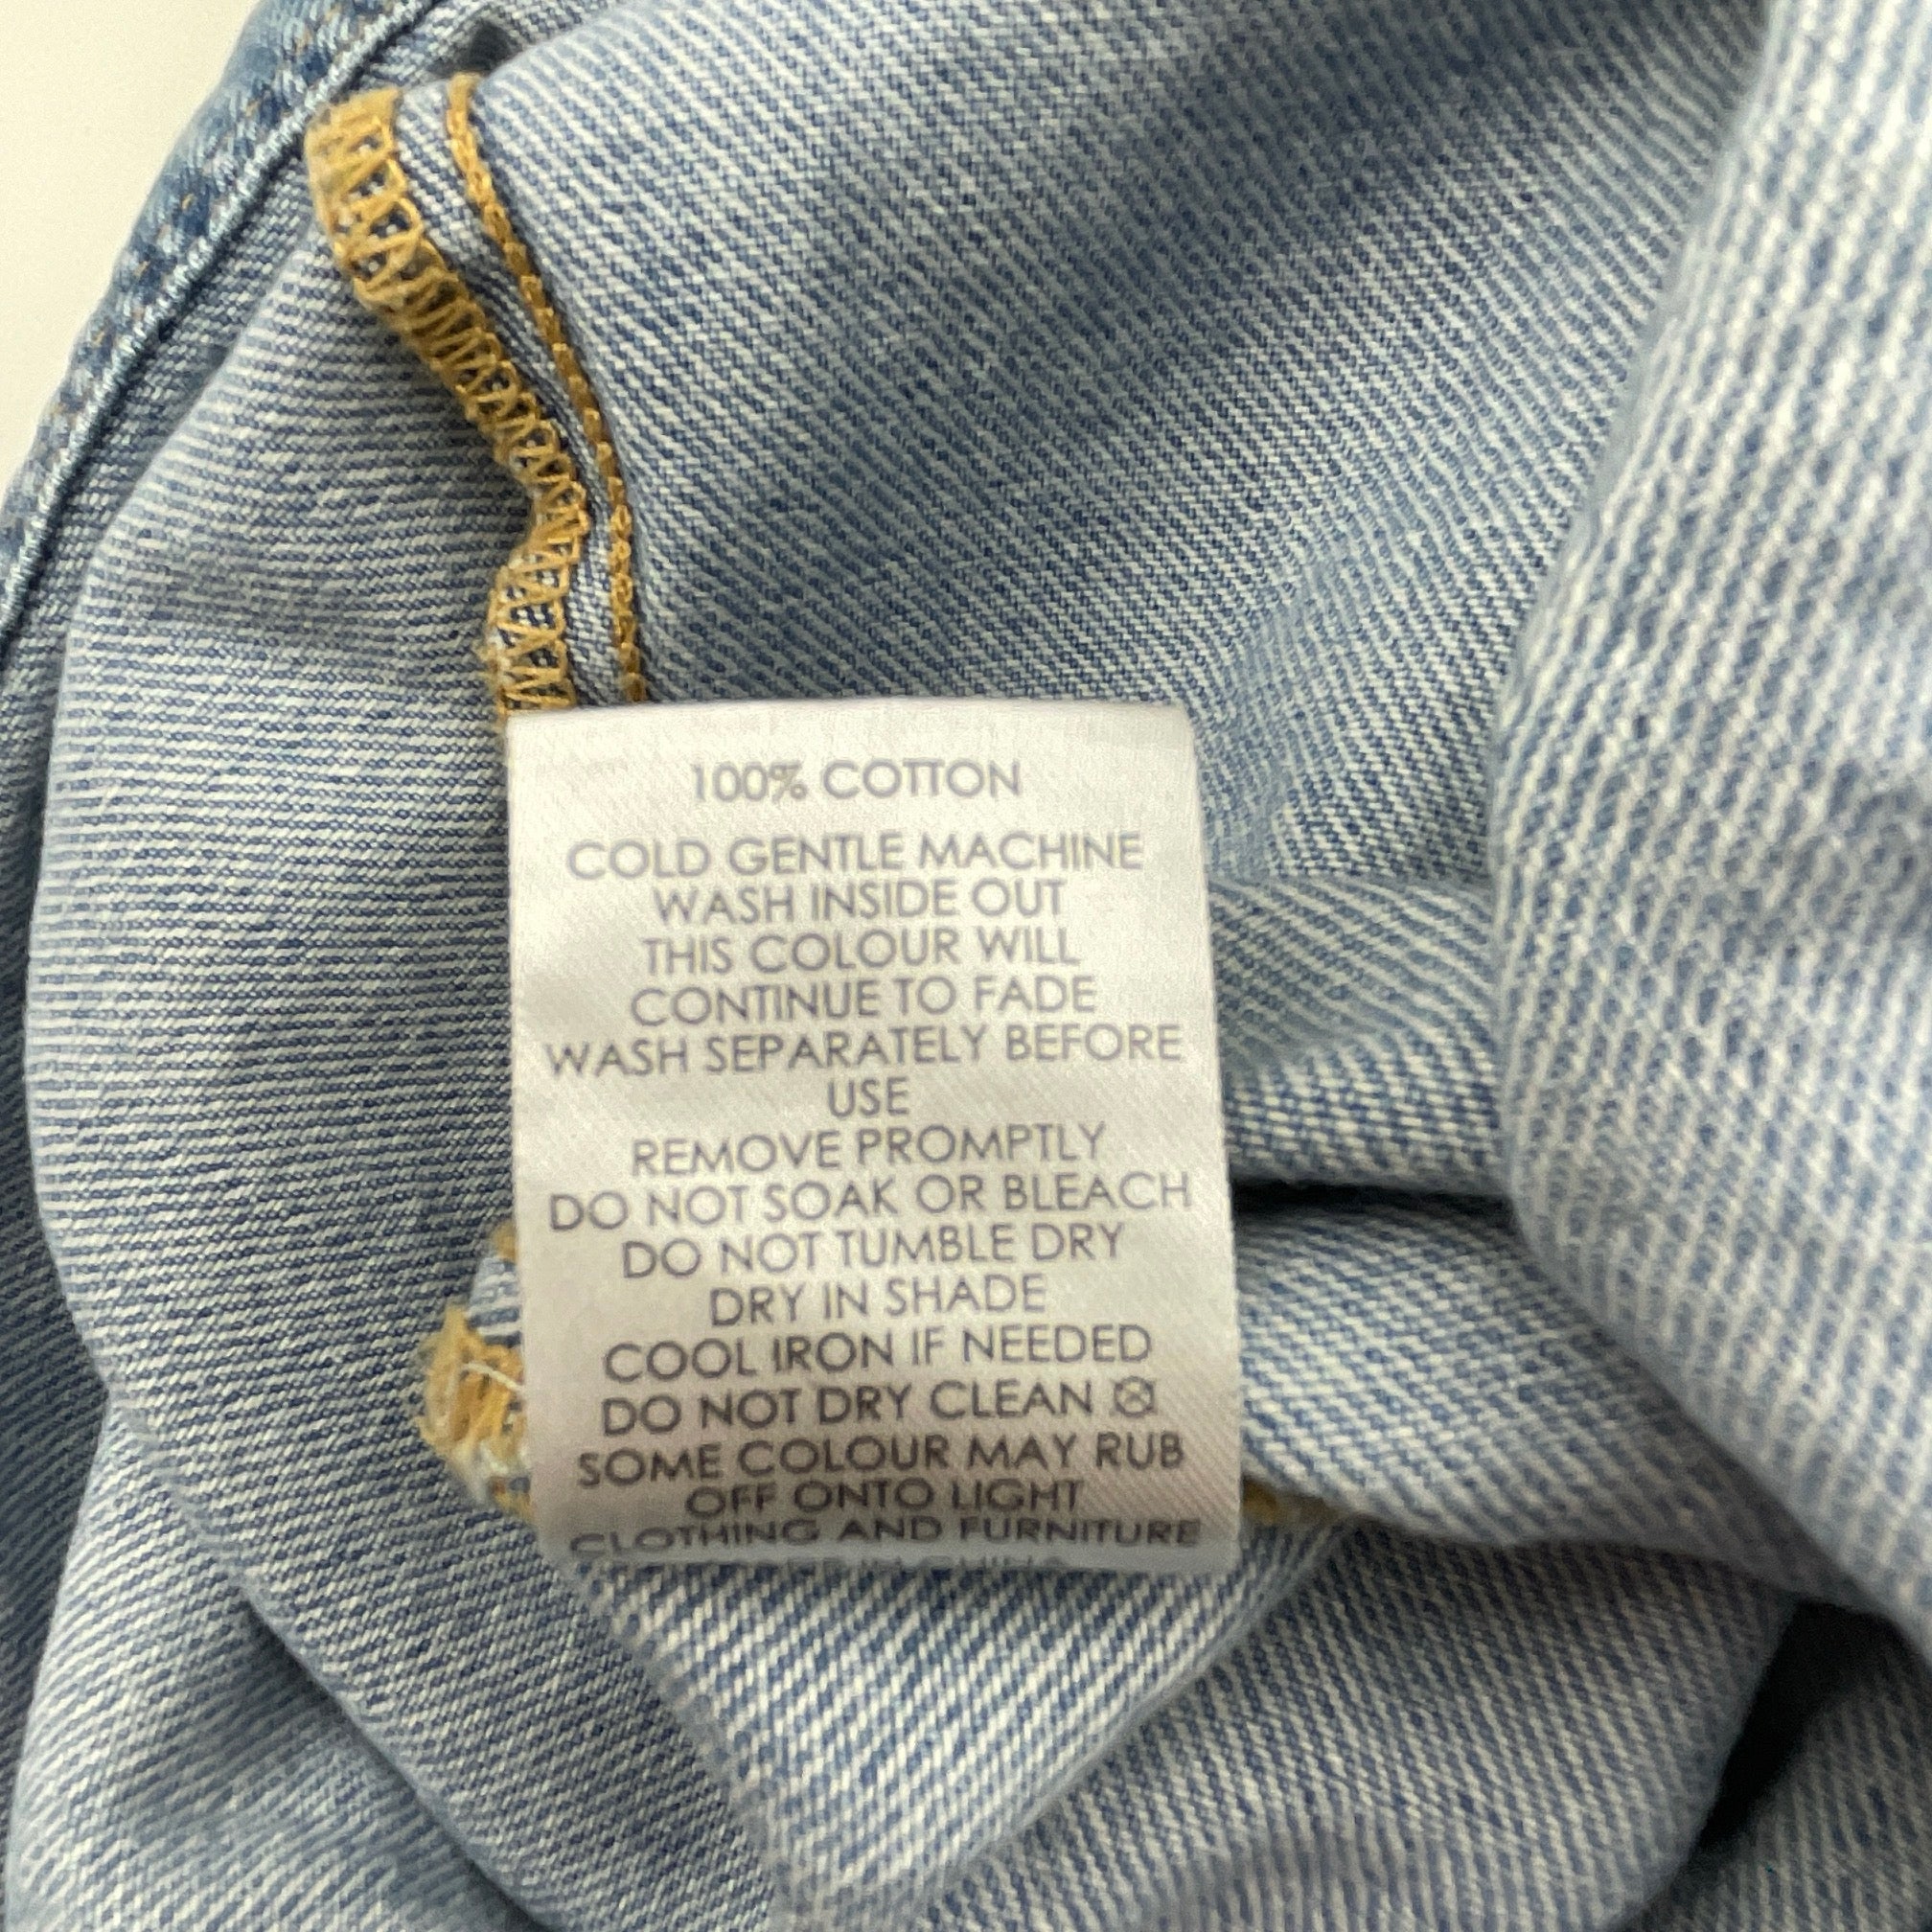 100% COTTON
COLD GENTLE MACHINE
WASH INSIDE OUT
THIS COLOUR WILL
CONTINUE TO FADE
WASH SEPARATELY BEFORE
USE
REMOVE PROMPTLY
DO NOT SOAK OR BLEACH
DO NOT TUMBLE DRY
DRY IN SHADE
COOL IRON IF NEEDED
DO NOT DRY CLEAN
SOME COLOUR MAY RUB
OFF ONTO LIGHT
CLOTHING AND FURNITURE
IN CHINA